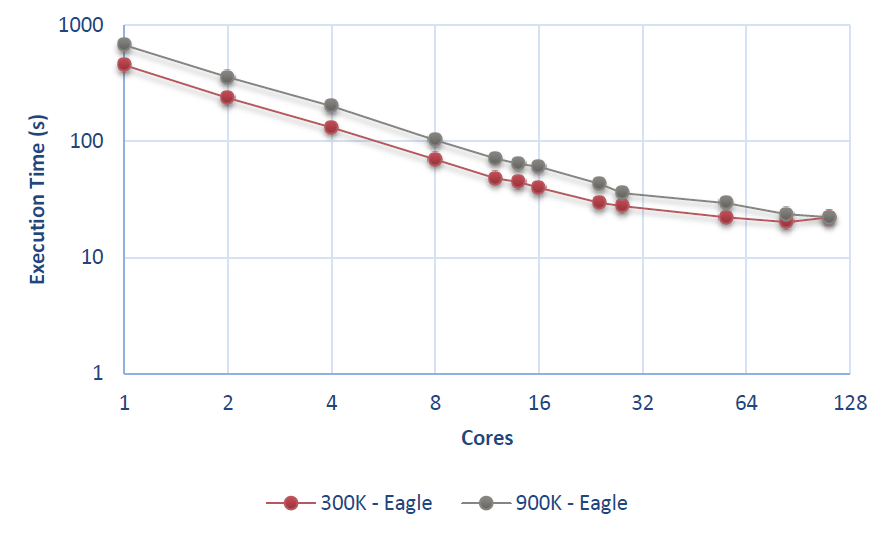 1000
100
10
1
Execution Time (s)
1 2 4 8 16 32 64 128
Cores
300K - Eagle 900K - Eagle